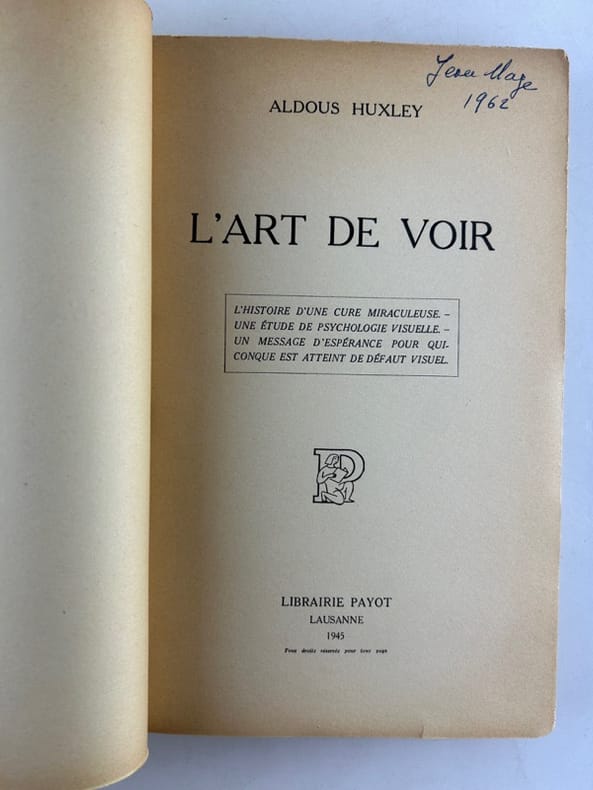 Jean Mage
1962
ALDOUS HUXLEY
L'ART DE VOIR
L'HISTOIRE D'UNE CURE MIRACULEUSE. –
UNE ÉTUDE DE PSYCHOLOGIE VISUELLE. –
UN MESSAGE D'ESPÉRANCE POUR QUI-
CONQUE EST ATTEINT DE DÉFAUT VISUEL.
P
LIBRAIRIE PAYOT
LAUSANNE
1945
Tous droits réservés pour tous pays